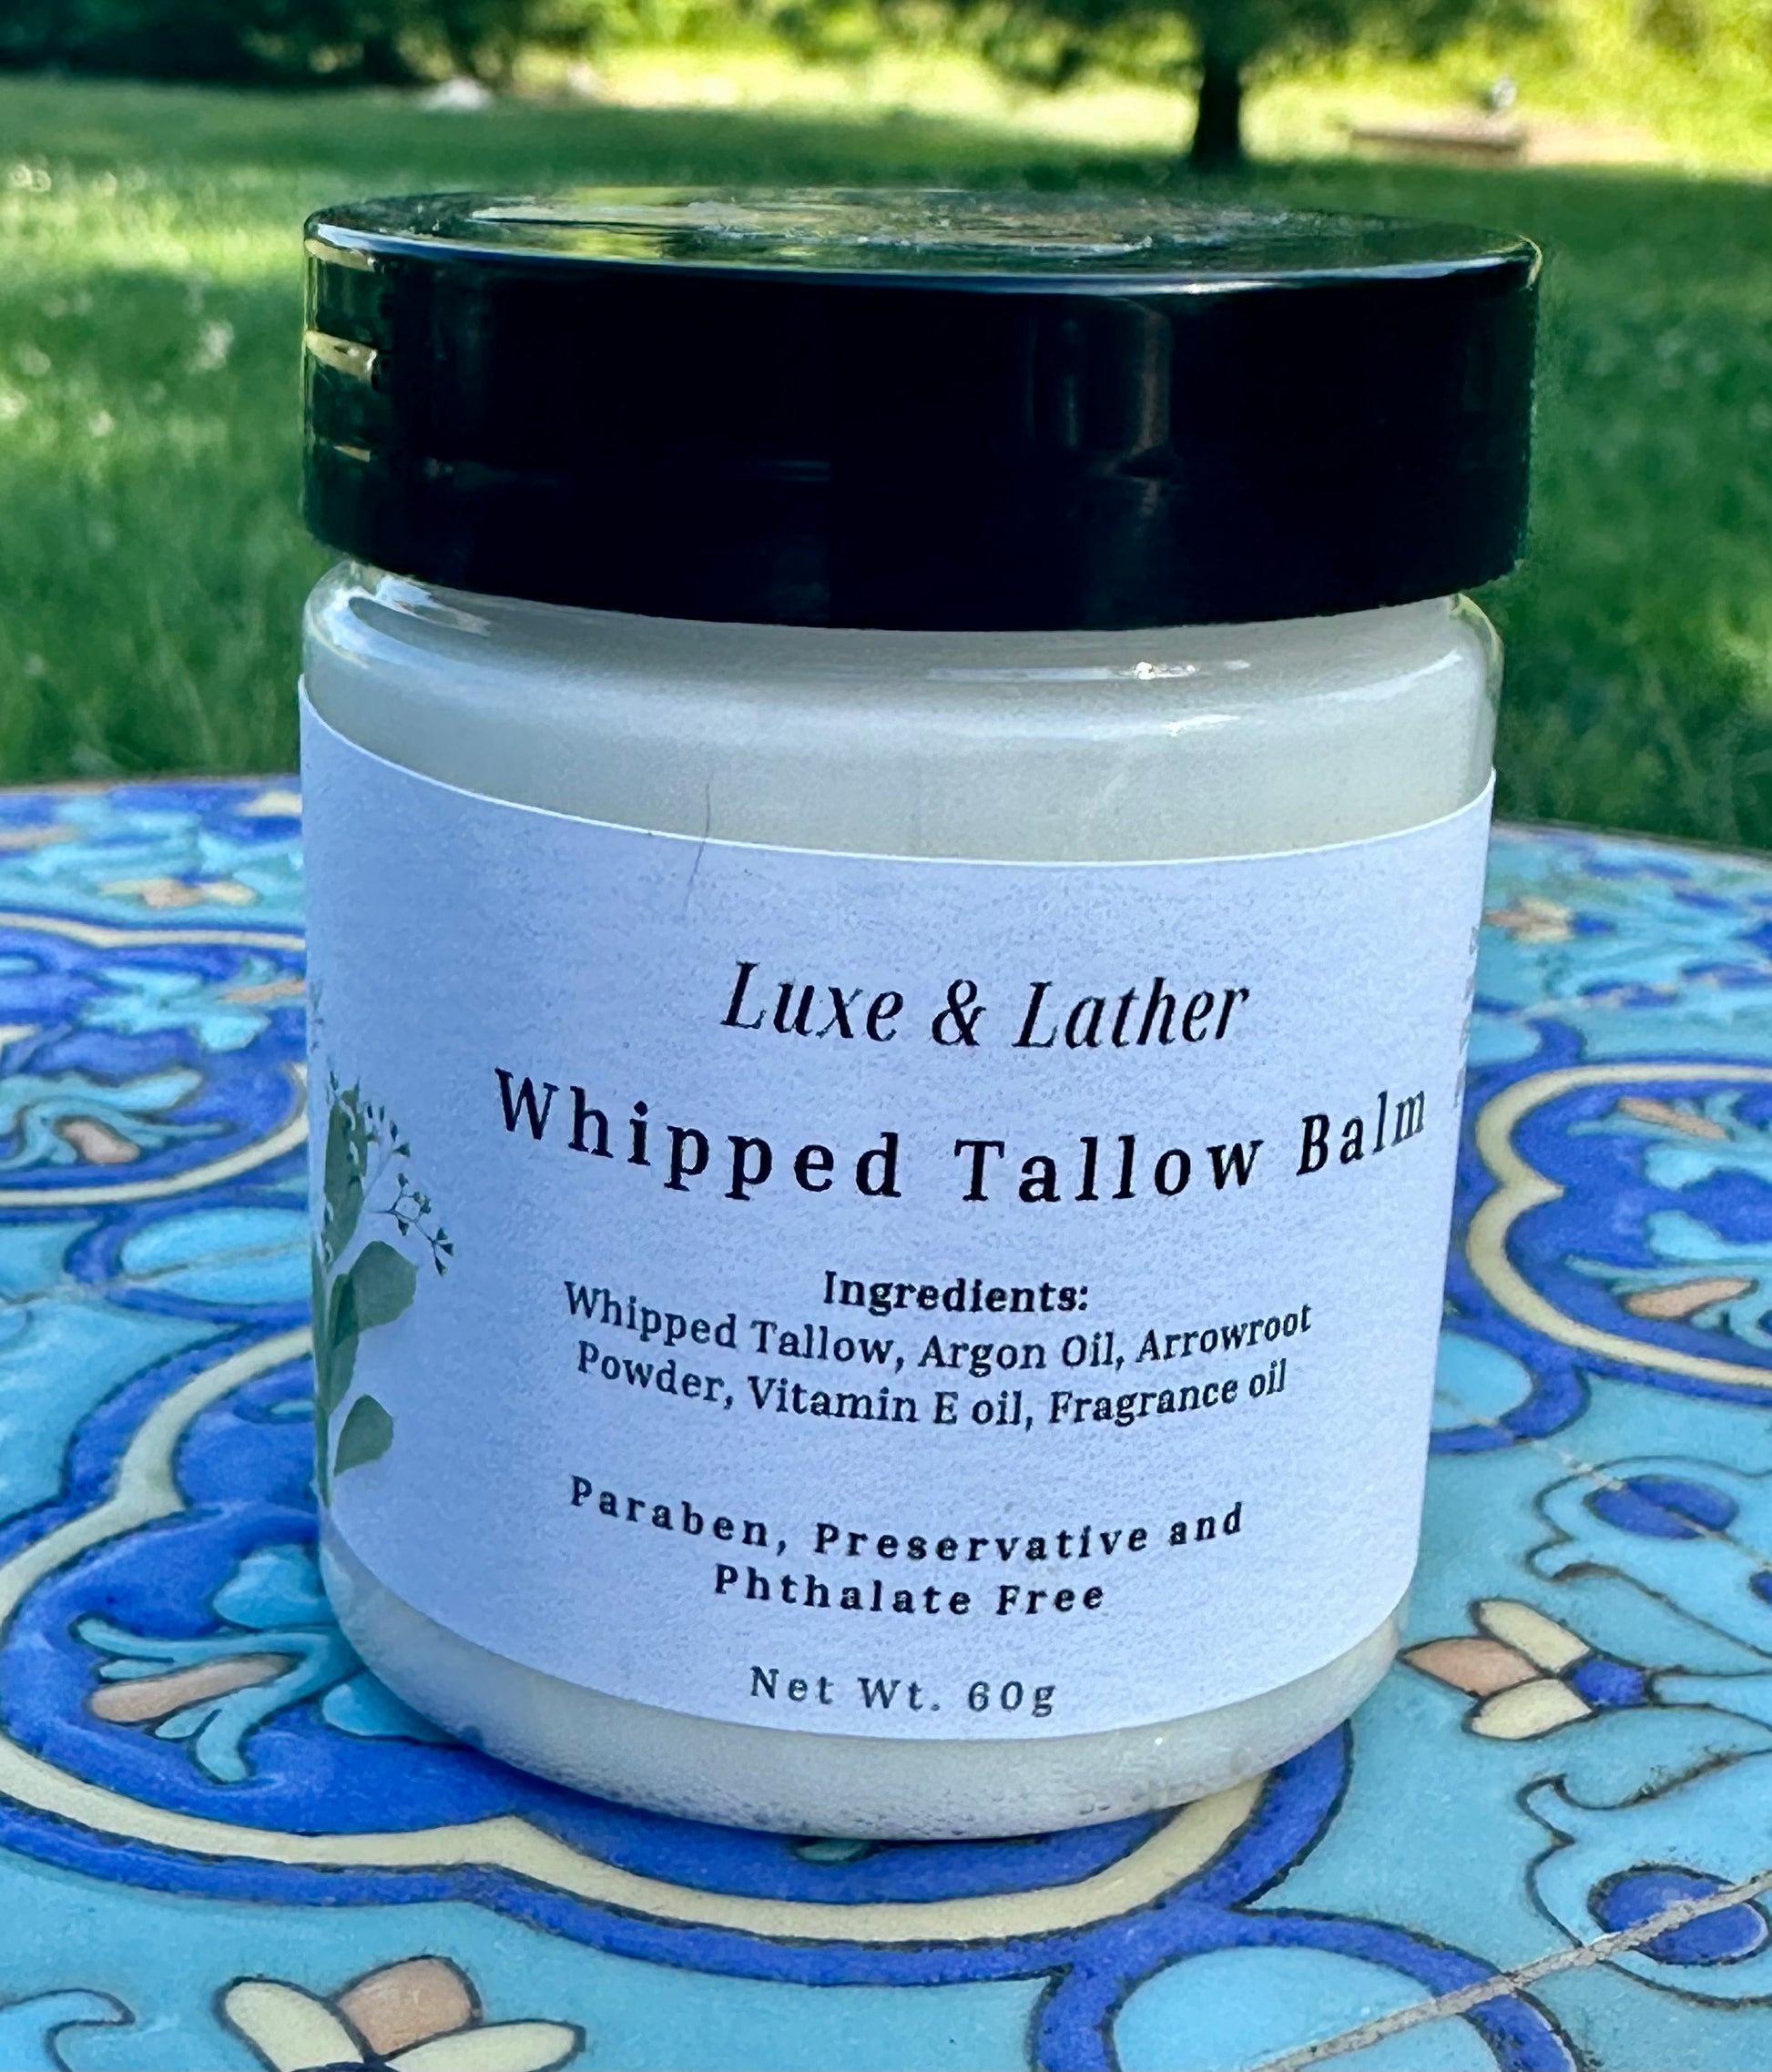 Luxe & Lather
Whipped Tallow Balm
Ingredients:
Whipped Tallow, Argon Oil, Arrowroot
Powder, Vitamin E oil, Fragrance oil
Paraben, Preservative and
Phthalate Free
Net Wt. 60g